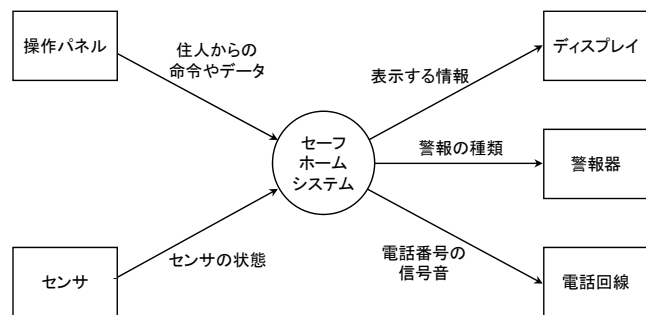 操作パネル
住人からの
命令やデータ
ディスプレイ
表示する情報
セーフ
ホーム
システム
警報の種類
警報器
センサ
センサの状態
電話番号の
信号音
電話回線